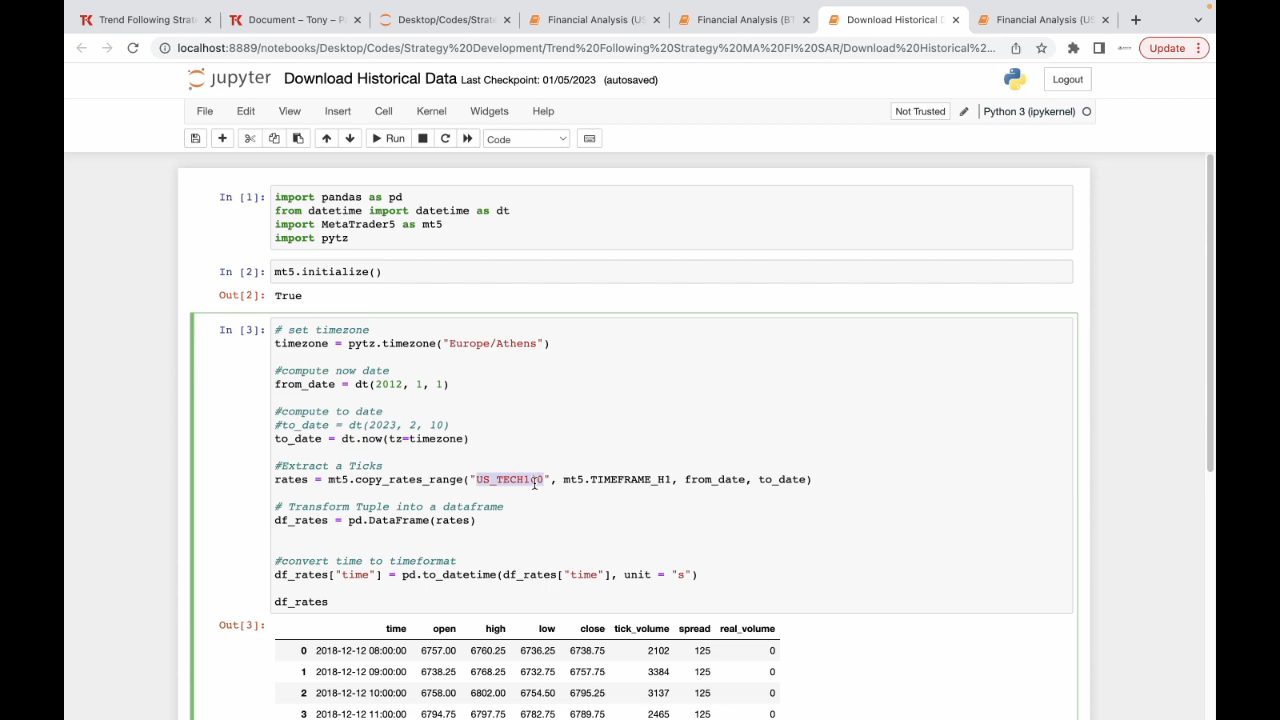 Trend Following Strate
Document – Tony – P
Desktop/Codes/Strate
Financial Analysis (US
Financial Analysis (BT
Download Historical D
Financial Analysis (US
localhost:8889/notebooks/Desktop/Codes/Strategy%20Development/Trend%20Following%20Strategy%20MA%20FI%20SAR/Download%20Historical%2...
Update
jupyter Download Historical Data Last Checkpoint: 01/05/2023 (autosaved)
Logout
File Edit View Insert Cell Kernel Widgets Help
Not Trusted
Python 3 (ipykernel)
Run
Code
In [1]: import pandas as pd
from datetime import datetime as dt
import MetaTrader5 as mt5
import pytz
In [2]: mt5.initialize()
Out[2]: True
In [3]: # set timezone
timezone = pytz.timezone("Europe/Athens")
#compute now date
from_date = dt(2012, 1, 1)
#compute to date
#to_date = dt(2023, 2, 10)
to_date = dt.now(tz=timezone)
#Extract a Ticks
rates = mt5.copy_rates_range("US_TECH100", mt5.TIMEFRAME_H1, from_date, to_date)
# Transform Tuple into a dataframe
df_rates = pd.DataFrame(rates)
#convert time to timeformat
df_rates["time"] = pd.to_datetime(df_rates["time"], unit = "s")
df_rates
Out[3]:
time open high low close tick_volume spread real_volume
0 2018-12-12 08:00:00 6757.00 6760.25 6736.25 6738.75 2102 125 0
1 2018-12-12 09:00:00 6738.25 6768.25 6732.75 6757.75 3384 125 0
2 2018-12-12 10:00:00 6758.00 6802.00 6754.50 6795.25 3137 125 0
3 2018-12-12 11:00:00 6794.75 6797.75 6782.75 6789.75 2465 125 0